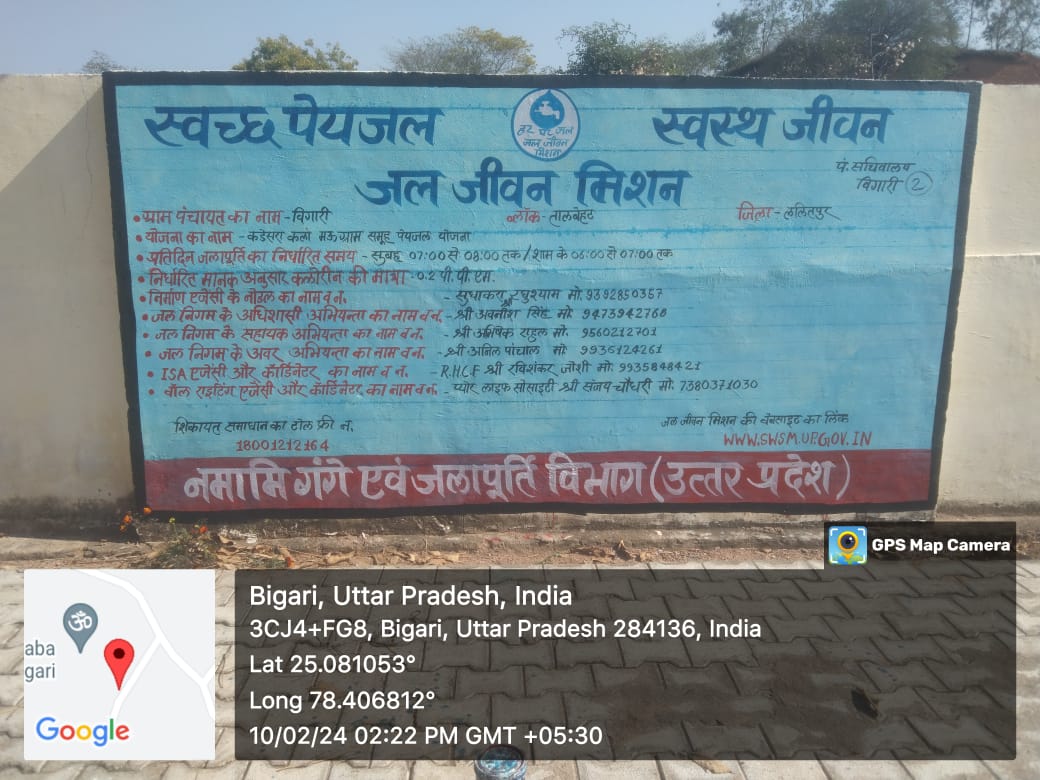 स्वच्छ पेयजल
हर घर जल
जल जीवन
मिशन
स्वस्थ जीवन
जल जीवन मिशन
पं. सचिवालय
विगारी 2
• ग्राम पंचायत का नाम - विगारी ब्लॉक - तालबेहट जिला - ललितपुर
• योजना का नाम - कडेसरा कला मऊ ग्राम समूह पेयजल योजना
• प्रतिदिन जलापूर्ति का निर्धारित समय - सुबह 07:00 से 08:00 तक / शाम के 06:00 से 07:00 तक
• निर्धारित मानक अनुसार क्लोरीन की मात्रा - 0.2 पी. पी. एम.
• निर्माण एजेंसी के नोडल का नाम व न. - सुधाकर मो. 9392850357
• जल निगम के अधिशासी अभियन्ता का नाम व न. - श्री अवनीश सिंह मो. 9473942768
• जल निगम के सहायक अभियन्ता का नाम व न. - श्री अभिषेक राहुल मो. 9560212701
• जल निगम के अवर अभियन्ता का नाम व न. - श्री अनिल पांचाल मो 9936124261
• ISA एजेंसी और कॉर्डिनेटर का नाम व न. - R.H.C.F श्री रविशंकर जोशी मो. 9935848421
• वॉल राइटिंग एजेंसी और कॉर्डिनेटर का नाम व न. - प्योर लाइफ सोसाइटी श्री संजय चौधरी मो. 7380371030
शिकायत समाधान का टोल फ्री न.
18001212164
जल जीवन मिशन की वेबसाइट का लिंक
WWW.SWSM.UP.GOV.IN
नमामि गंगे एवं जलापूर्ति विभाग (उत्तर प्रदेश)
GPS Map Camera
aba
gari
Google
Bigari, Uttar Pradesh, India
3CJ4+FG8, Bigari, Uttar Pradesh 284136, India
Lat 25.081053°
Long 78.406812°
10/02/24 02:22 PM GMT +05:30